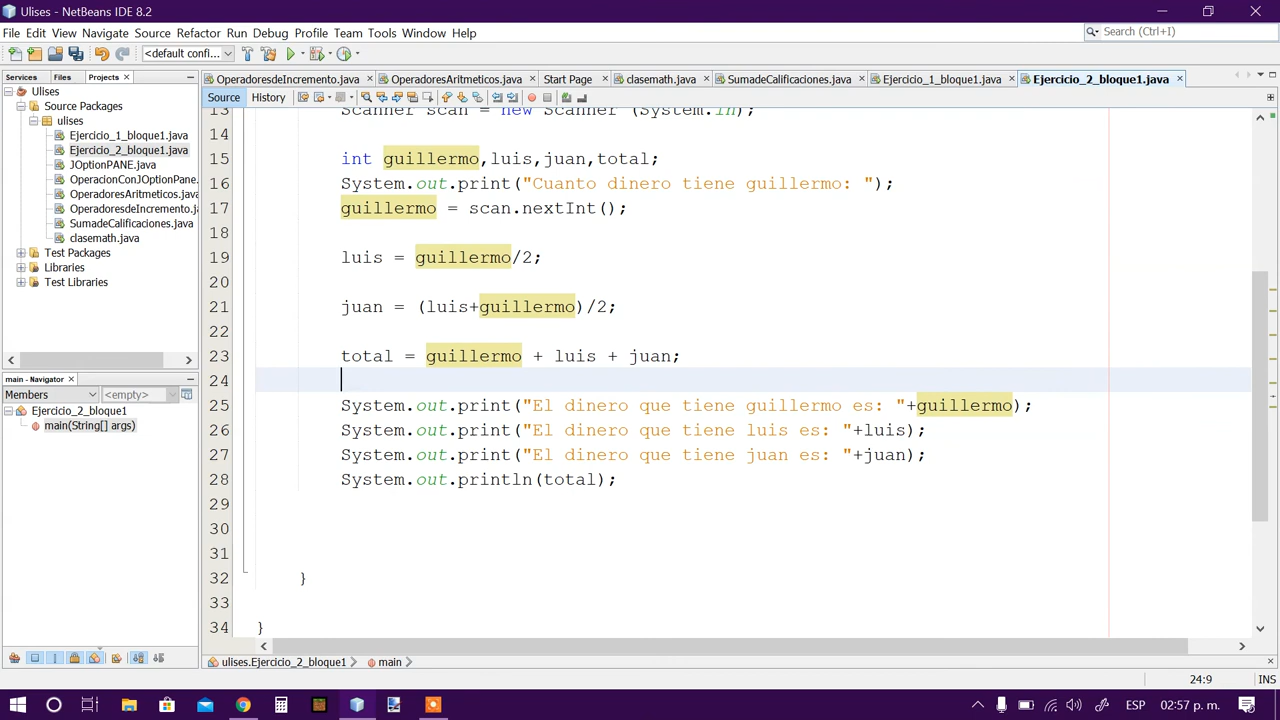 Ulises - NetBeans IDE 8.2
File Edit View Navigate Source Refactor Run Debug Profile Team Tools Window Help
Search (Ctrl+I)
<default confi...
Services Files Projects
OperadoresdeIncremento.java OperadoresAritmeticos.java Start Page clasemath.java SumadeCalificaciones.java Ejercicio_1_bloque1.java Ejercicio_2_bloque1.java
Source History
Ulises
Source Packages
ulises
Ejercicio_1_bloque1.java
Ejercicio_2_bloque1.java
JOptionPANE.java
OperacionConJOptionPane.
OperadoresAritmeticos.java
OperadoresdeIncremento.j
SumadeCalificaciones.java
clasemath.java
Test Packages
Libraries
Test Libraries
main - Navigator
Members <empty>
Ejercicio_2_bloque1
main(String[] args)
13 Scanner scan = new Scanner (System.in);
14
15 int guillermo,luis,juan,total;
16 System.out.print("Cuanto dinero tiene guillermo: ");
17 guillermo = scan.nextInt();
18
19 luis = guillermo/2;
20
21 juan = (luis+guillermo)/2;
22
23 total = guillermo + luis + juan;
24
25 System.out.print("El dinero que tiene guillermo es: "+guillermo);
26 System.out.print("El dinero que tiene luis es: "+luis);
27 System.out.print("El dinero que tiene juan es: "+juan);
28 System.out.println(total);
29
30
31
32 }
33
34 }
ulises.Ejercicio_2_bloque1 main
24:9 INS
ESP 02:57 p. m.